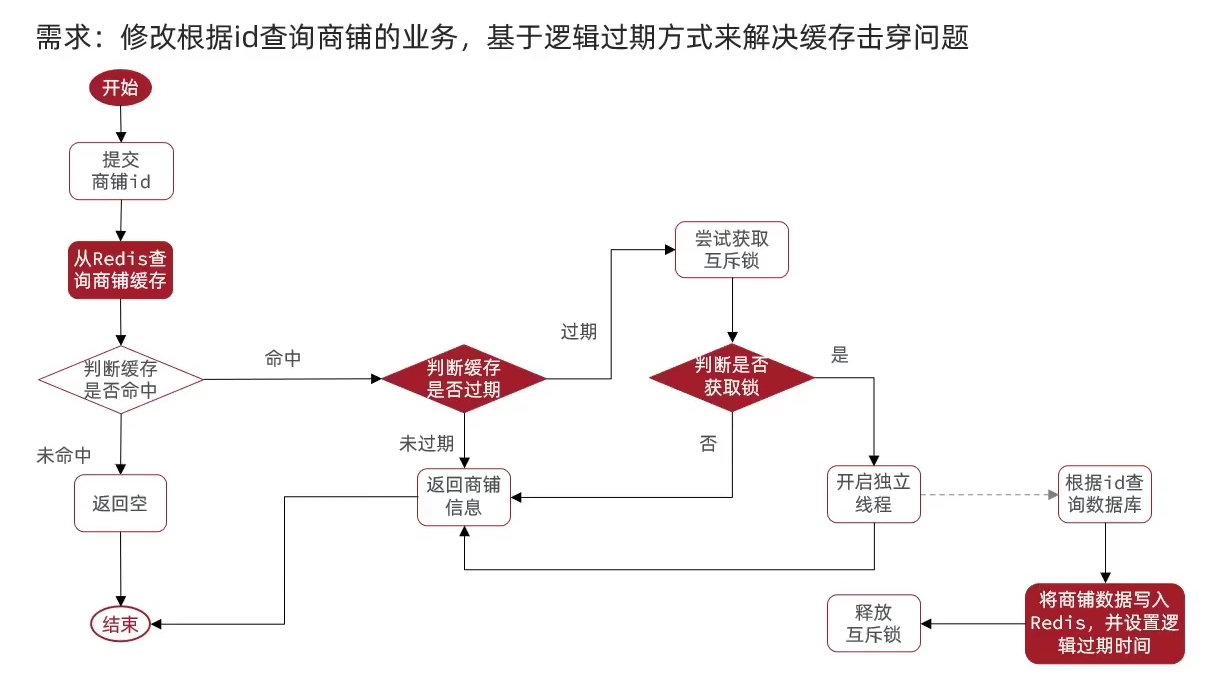 需求：修改根据id查询商铺的业务，基于逻辑过期方式来解决缓存击穿问题
开始
提交
商铺id
从Redis查
询商铺缓存
判断缓存
是否命中
命中
未命中
返回空
结束
判断缓存
是否过期
过期
未过期
返回商铺
信息
尝试获取
互斥锁
判断是否
获取锁
是
否
开启独立
线程
根据id查
询数据库
将商铺数据写入
Redis，并设置逻
辑过期时间
释放
互斥锁